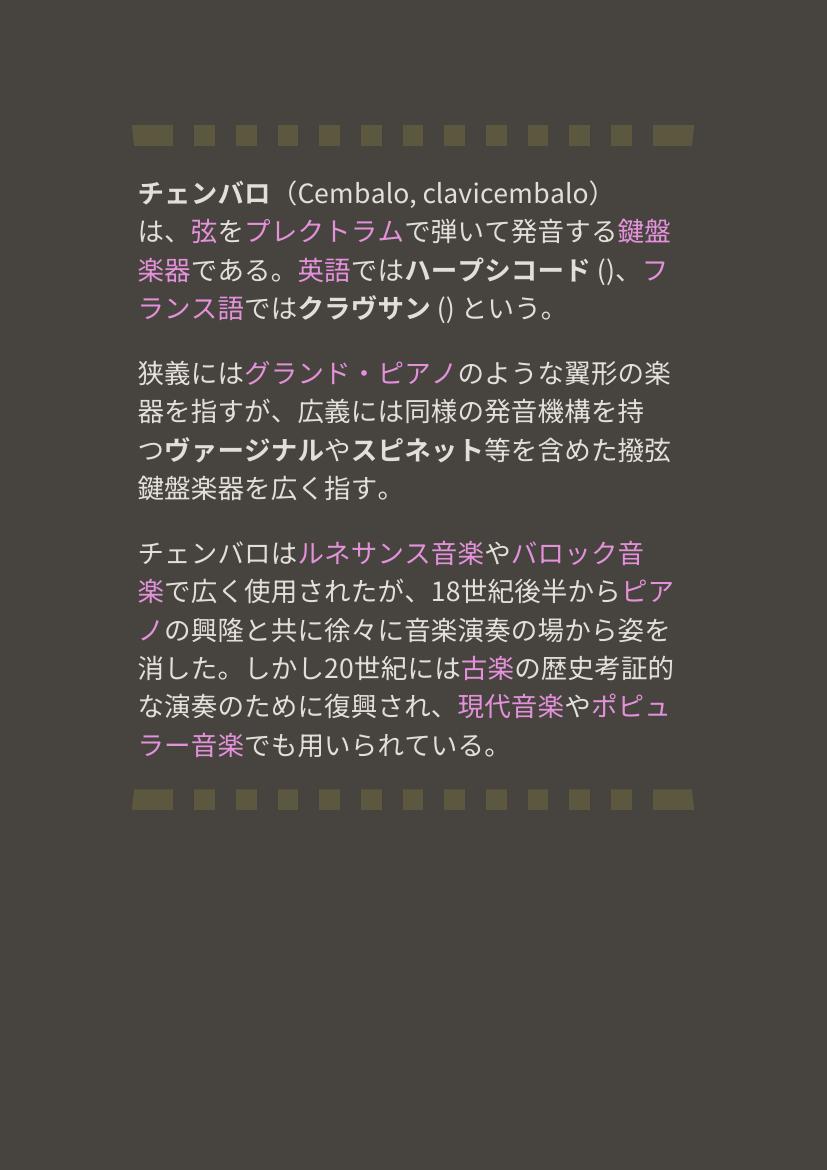 チェンバロ（Cembalo, clavicembalo）
は、弦をプレクトラムで弾いて発音する鍵盤
楽器である。英語ではハープシコード ()、フ
ランス語ではクラヴサン () という。
狭義にはグランド・ピアノのような翼形の楽
器を指すが、広義には同様の発音機構を持
つヴァージナルやスピネット等を含めた撥弦
鍵盤楽器を広く指す。
チェンバロはルネサンス音楽やバロック音
楽で広く使用されたが、18世紀後半からピア
ノの興隆と共に徐々に音楽演奏の場から姿を
消した。しかし20世紀には古楽の歴史考証的
な演奏のために復興され、現代音楽やポピュ
ラー音楽でも用いられている。